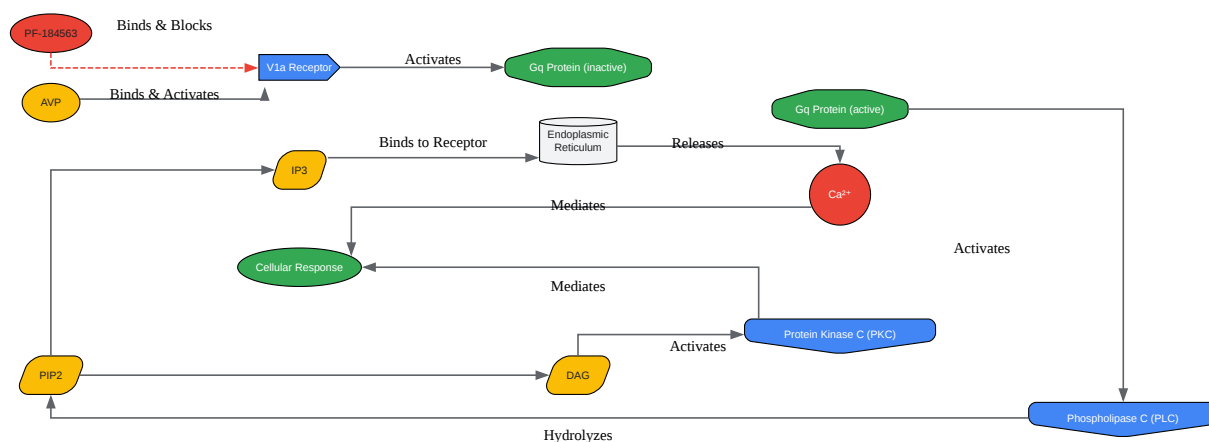 PF-184563
Binds & Blocks
V1a Receptor
Activates
Gq Protein (inactive)
AVP
Binds & Activates
Gq Protein (active)
Endoplasmic
Reticulum
Binds to Receptor
Releases
IP3
Ca²⁺
Mediates
Activates
Cellular Response
Mediates
Protein Kinase C (PKC)
Activates
PIP2
DAG
Phospholipase C (PLC)
Hydrolyzes